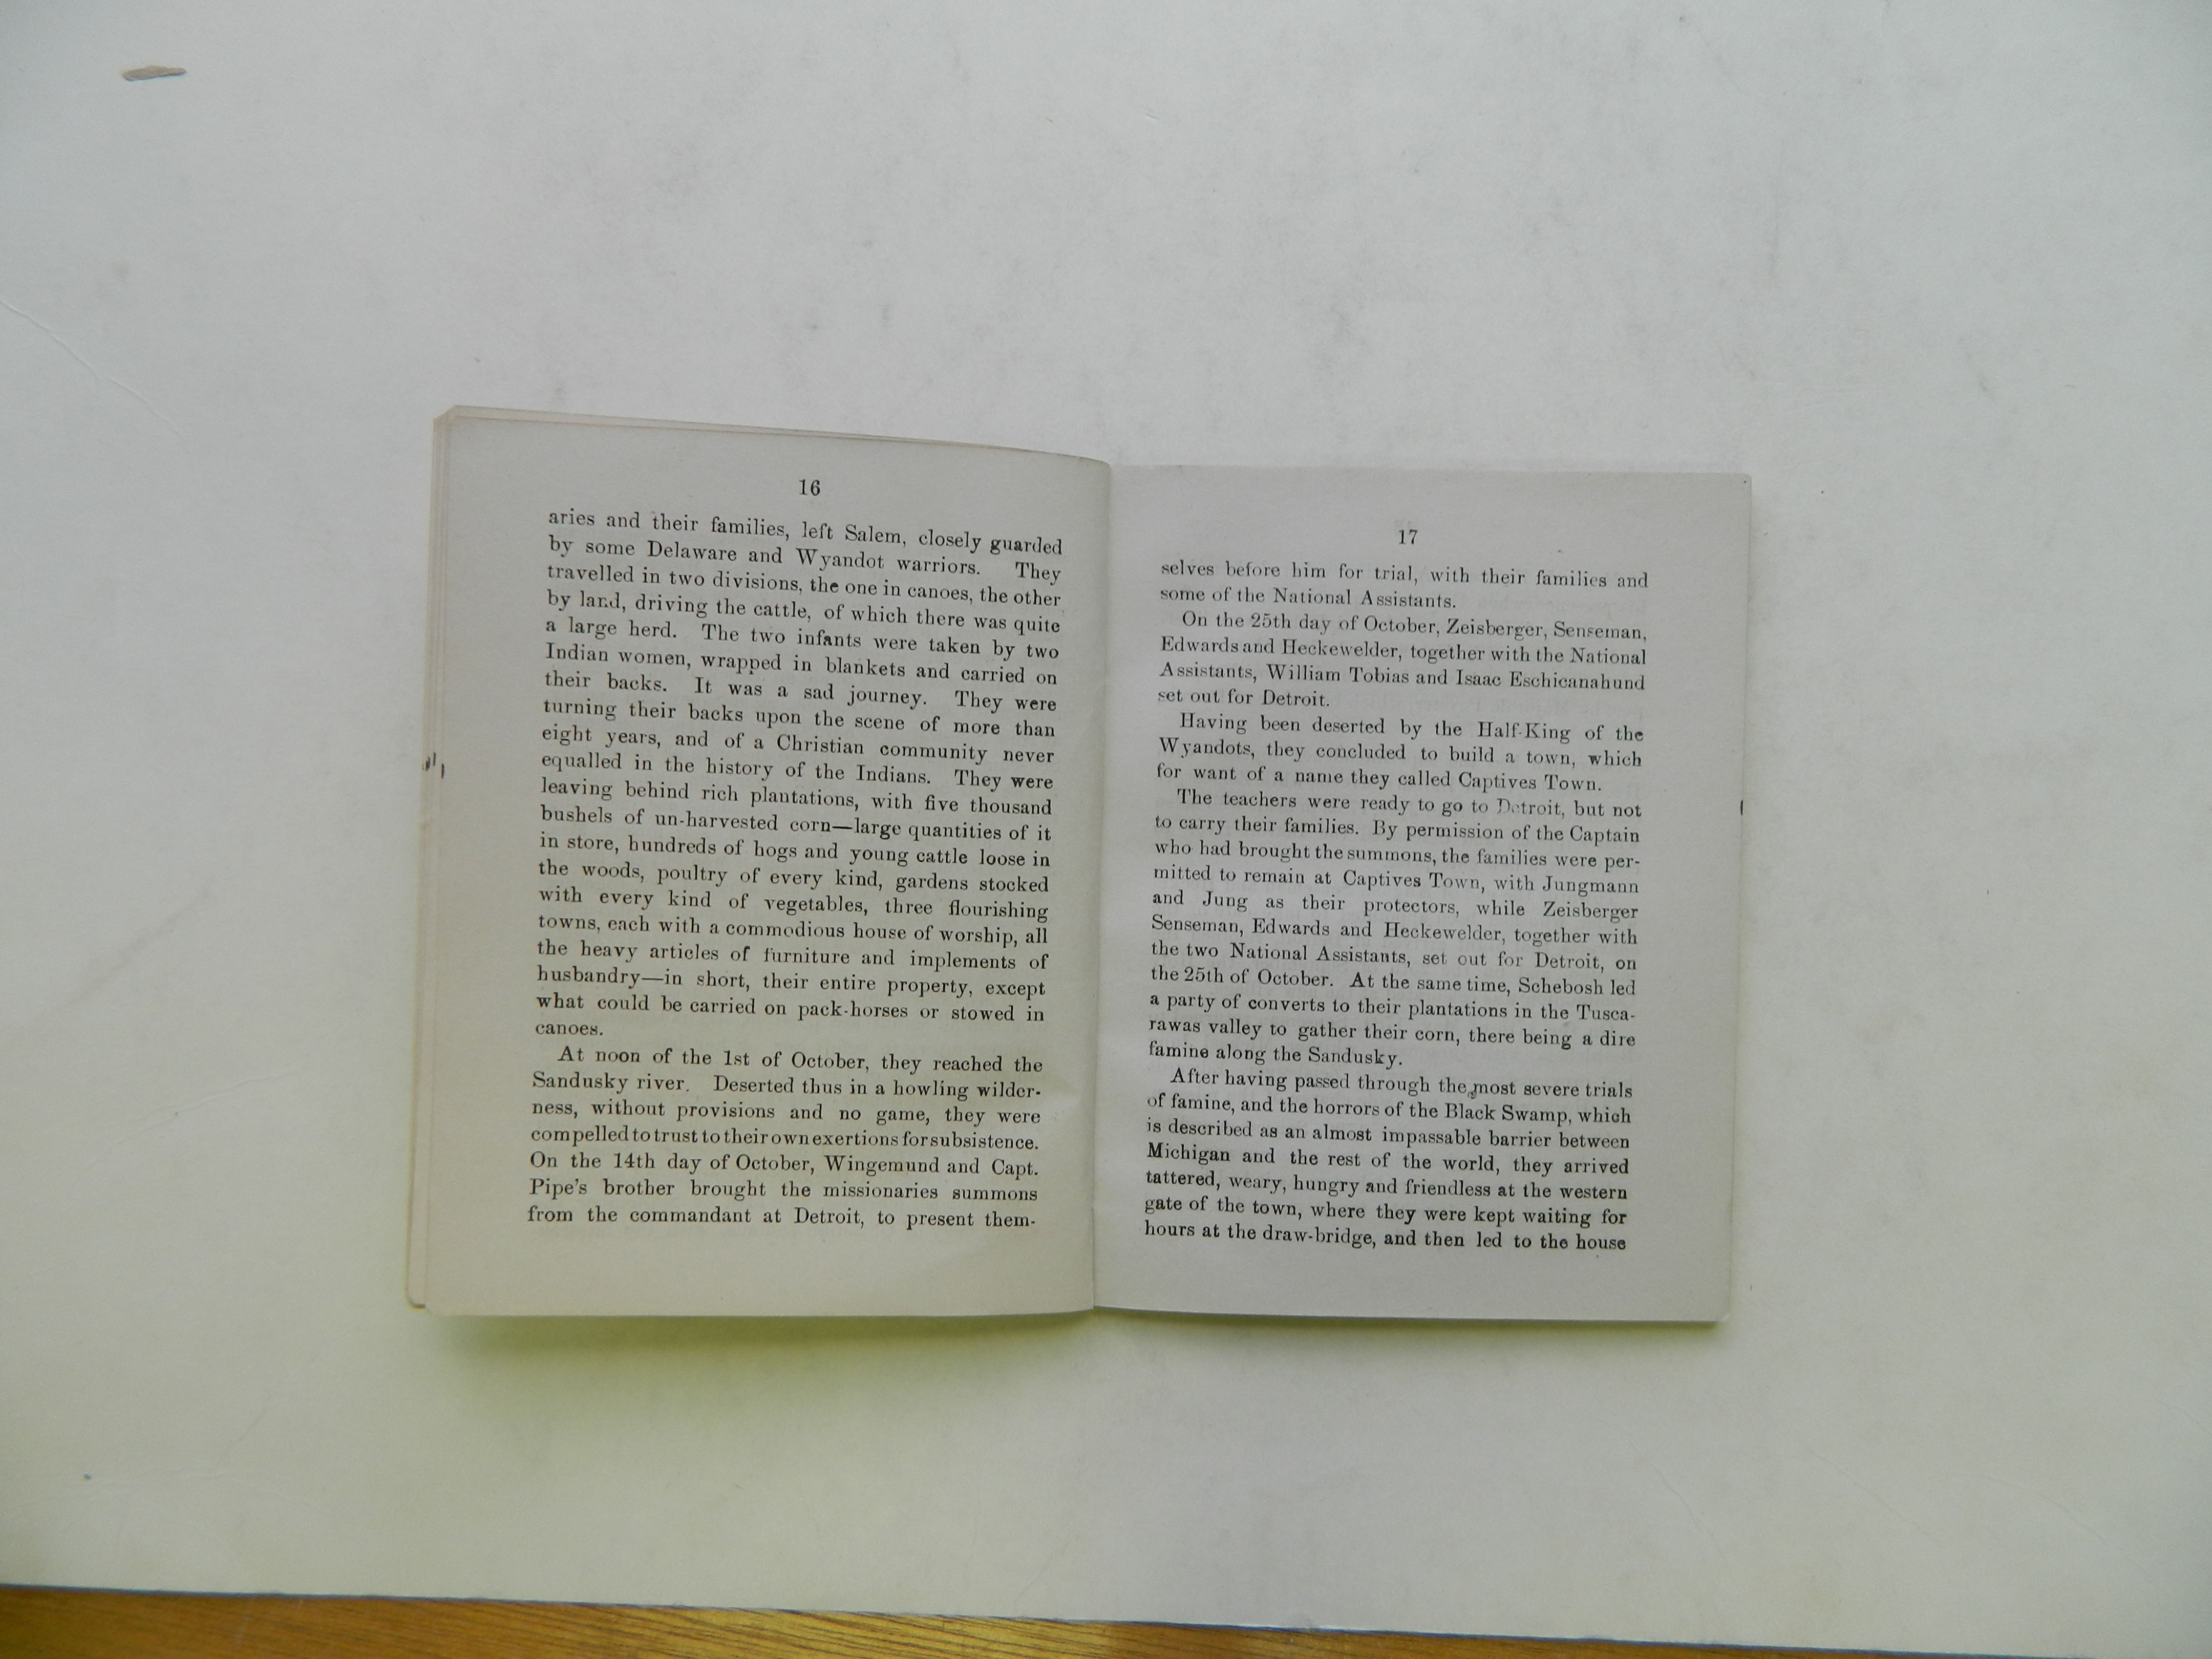 16
aries and their families, left Salem, closely guarded
by some Delaware and Wyandot warriors. They
travelled in two divisions, the one in canoes, the other
by land, driving the cattle, of which there was quite
a large herd. The two infants were taken by two
Indian women, wrapped in blankets and carried on
their backs. It was a sad journey. They were
turning their backs upon the scene of more than
eight years, and of a Christian community never
equalled in the history of the Indians. They were
leaving behind rich plantations, with five thousand
bushels of un-harvested corn—large quantities of it
in store, hundreds of hogs and young cattle loose in
the woods, poultry of every kind, gardens stocked
with every kind of vegetables, three flourishing
towns, each with a commodious house of worship, all
the heavy articles of furniture and implements of
husbandry—in short, their entire property, except
what could be carried on pack-horses or stowed in
canoes.
At noon of the 1st of October, they reached the
Sandusky river. Deserted thus in a howling wilder-
ness, without provisions and no game, they were
compelled to trust to their own exertions for subsistence.
On the 14th day of October, Wingemund and Capt.
Pipe's brother brought the missionaries summons
from the commandant at Detroit, to present them-
17
selves before him for trial, with their families and
some of the National Assistants.
On the 25th day of October, Zeisberger, Senseman,
Edwards and Heckewelder, together with the National
Assistants, William Tobias and Isaac Eschicanahund
set out for Detroit.
Having been deserted by the Half-King of the
Wyandots, they concluded to build a town, which
for want of a name they called Captives Town.
The teachers were ready to go to Detroit, but not
to carry their families. By permission of the Captain
who had brought the summons, the families were per-
mitted to remain at Captives Town, with Jungmann
and Jung as their protectors, while Zeisberger
Senseman, Edwards and Heckewelder, together with
the two National Assistants, set out for Detroit, on
the 25th of October. At the same time, Schebosh led
a party of converts to their plantations in the Tusca-
rawas valley to gather their corn, there being a dire
famine along the Sandusky.
After having passed through the most severe trials
of famine, and the horrors of the Black Swamp, which
is described as an almost impassable barrier between
Michigan and the rest of the world, they arrived
tattered, weary, hungry and friendless at the western
gate of the town, where they were kept waiting for
hours at the draw-bridge, and then led to the house